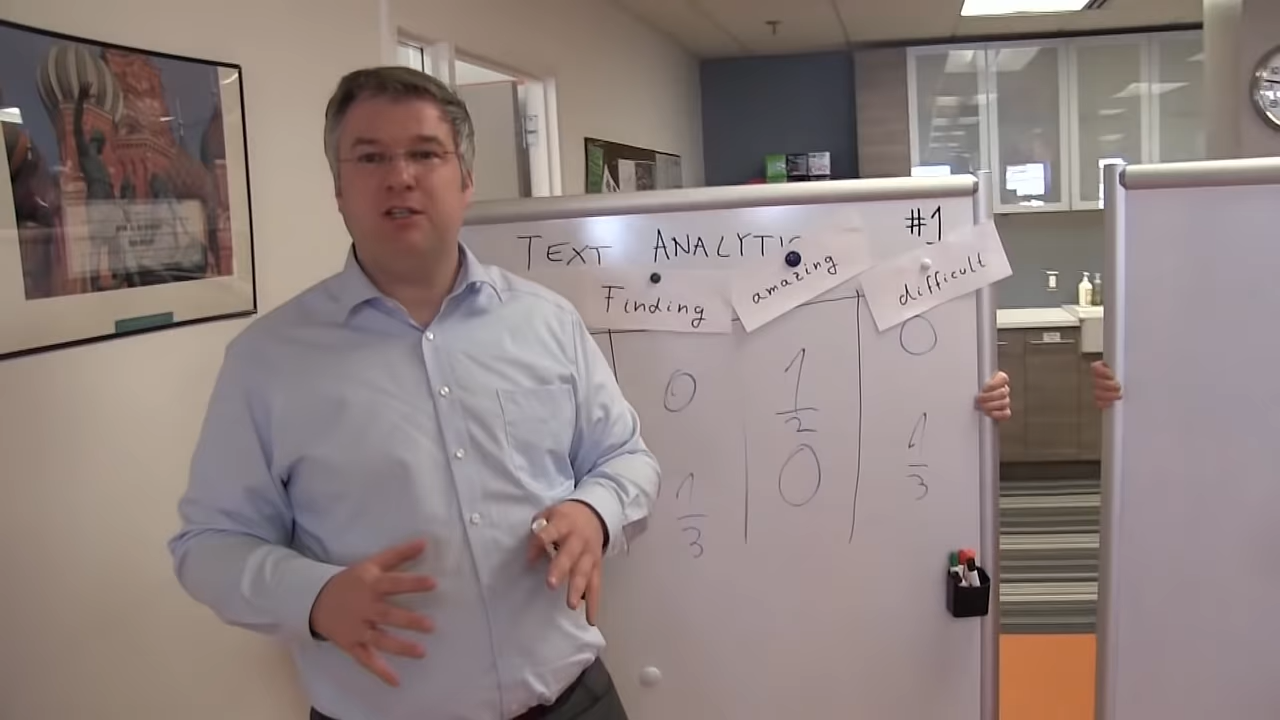 #1
TEXT ANALYTI
Finding amazing difficult
0 1/2 0
1/3 0 1/3